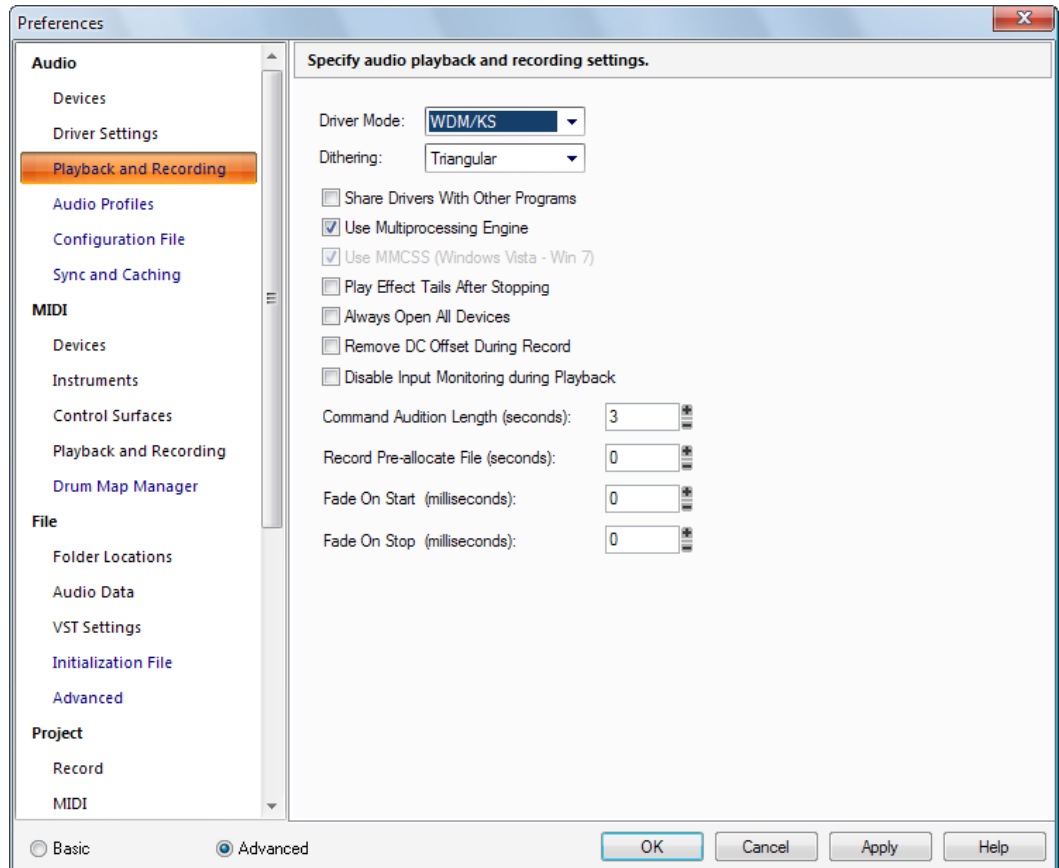 Preferences
Audio
Devices
Driver Settings
Playback and Recording
Audio Profiles
Configuration File
Sync and Caching
MIDI
Devices
Instruments
Control Surfaces
Playback and Recording
Drum Map Manager
File
Folder Locations
Audio Data
VST Settings
Initialization File
Advanced
Project
Record
MIDI
Specify audio playback and recording settings.
Driver Mode: WDM/KS
Dithering: Triangular
Share Drivers With Other Programs
Use Multiprocessing Engine
Use MMCSS (Windows Vista - Win 7)
Play Effect Tails After Stopping
Always Open All Devices
Remove DC Offset During Record
Disable Input Monitoring during Playback
Command Audition Length (seconds): 3
Record Pre-allocate File (seconds): 0
Fade On Start (milliseconds): 0
Fade On Stop (milliseconds): 0
Basic Advanced OK Cancel Apply Help